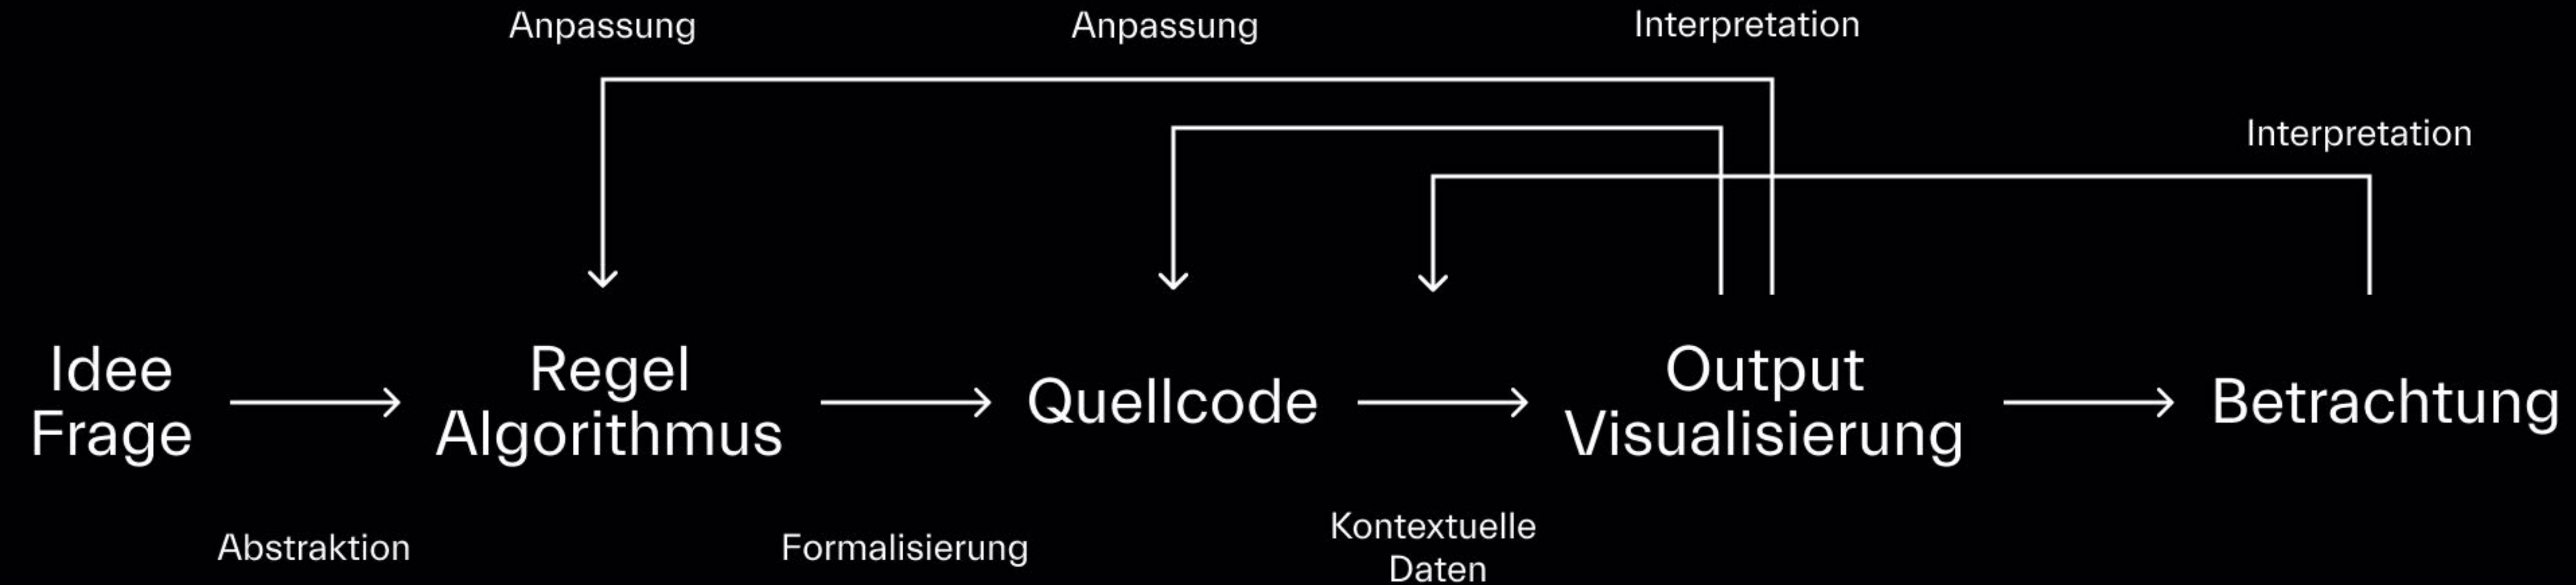 Anpassung
Anpassung
Interpretation
Interpretation
Idee
Frage
Regel
Algorithmus
Quellcode
Output
Visualisierung
Betrachtung
Abstraktion
Formalisierung
Kontextuelle
Daten